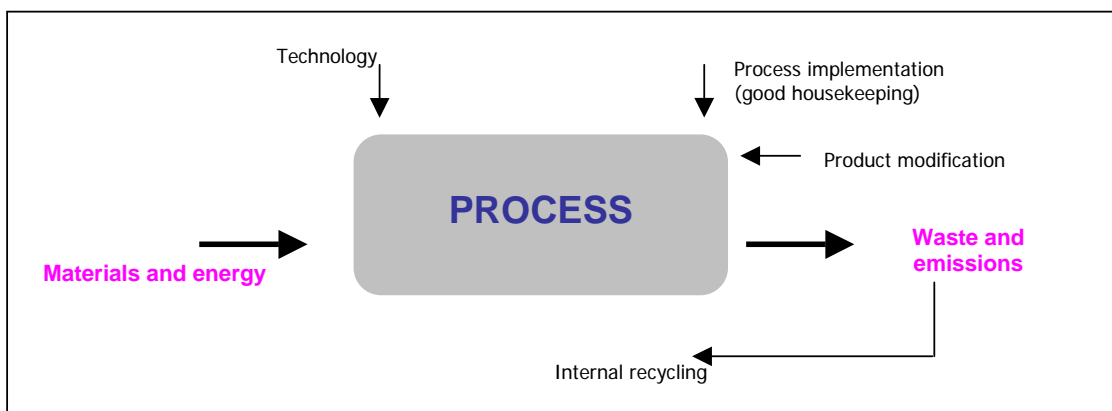 Technology
Process implementation
(good housekeeping)
Product modification
PROCESS
Materials and energy
Waste and
emissions
Internal recycling